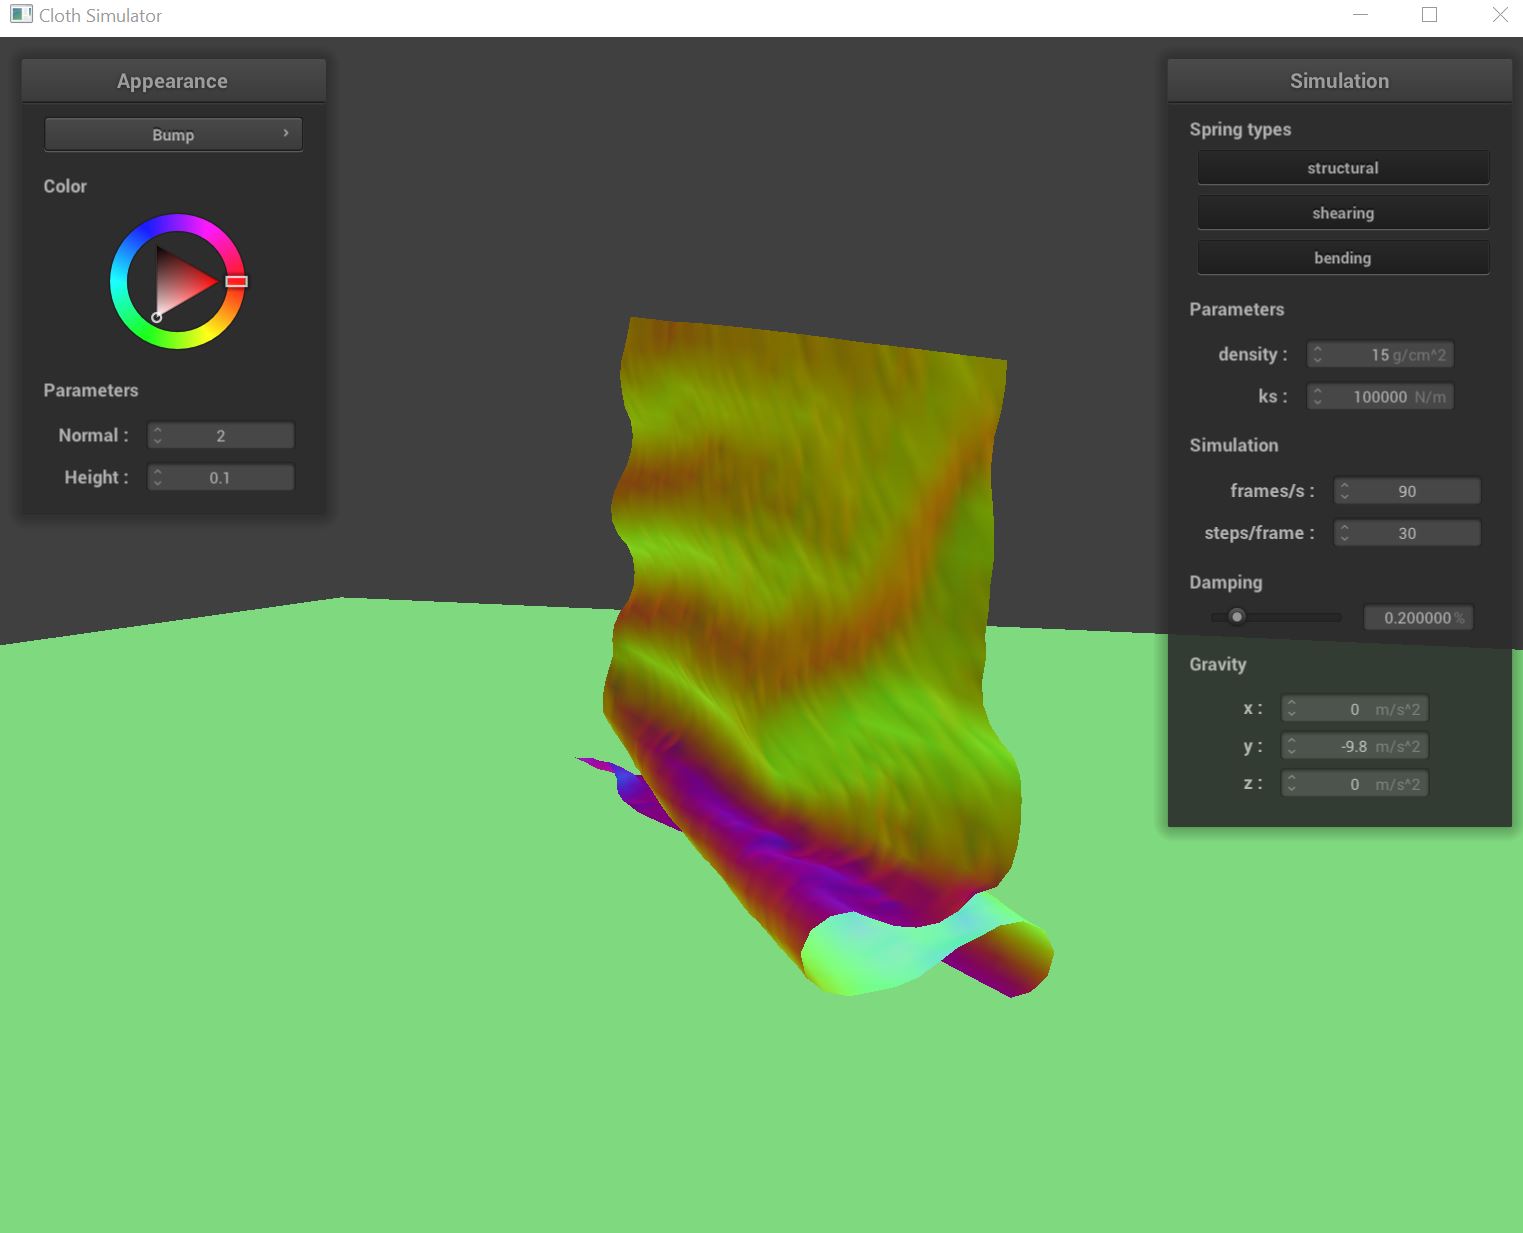 Cloth Simulator
Appearance
Bump
Color
Parameters
Normal : 2
Height : 0.1
Simulation
Spring types
structural
shearing
bending
Parameters
density : 15 g/cm^2
ks : 100000 N/m
Simulation
frames/s : 90
steps/frame : 30
Damping
0.200000 %
Gravity
x : 0 m/s^2
y : -9.8 m/s^2
z : 0 m/s^2